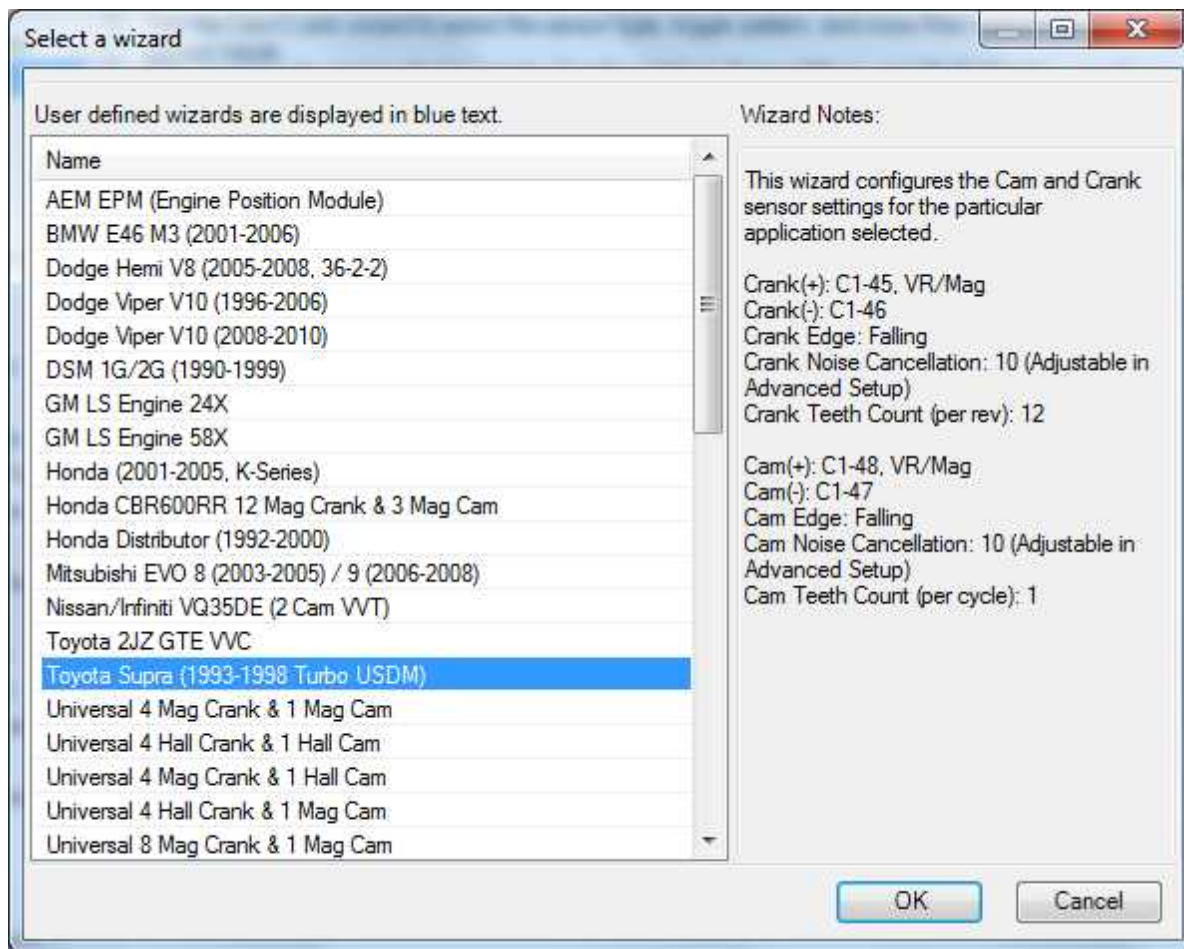 Select a wizard
User defined wizards are displayed in blue text.
Name
AEM EPM (Engine Position Module)
BMW E46 M3 (2001-2006)
Dodge Hemi V8 (2005-2008, 36-2-2)
Dodge Viper V10 (1996-2006)
Dodge Viper V10 (2008-2010)
DSM 1G/2G (1990-1999)
GM LS Engine 24X
GM LS Engine 58X
Honda (2001-2005, K-Series)
Honda CBR600RR 12 Mag Crank & 3 Mag Cam
Honda Distributor (1992-2000)
Mitsubishi EVO 8 (2003-2005) / 9 (2006-2008)
Nissan/Infiniti VQ35DE (2 Cam VVT)
Toyota 2JZ GTE VVC
Toyota Supra (1993-1998 Turbo USDM)
Universal 4 Mag Crank & 1 Mag Cam
Universal 4 Hall Crank & 1 Hall Cam
Universal 4 Mag Crank & 1 Hall Cam
Universal 4 Hall Crank & 1 Mag Cam
Universal 8 Mag Crank & 1 Mag Cam
Wizard Notes:
This wizard configures the Cam and Crank
sensor settings for the particular
application selected.
Crank(+): C1-45, VR/Mag
Crank(-): C1-46
Crank Edge: Falling
Crank Noise Cancellation: 10 (Adjustable in
Advanced Setup)
Crank Teeth Count (per rev): 12
Cam(+): C1-48, VR/Mag
Cam(-): C1-47
Cam Edge: Falling
Cam Noise Cancellation: 10 (Adjustable in
Advanced Setup)
Cam Teeth Count (per cycle): 1
OK
Cancel